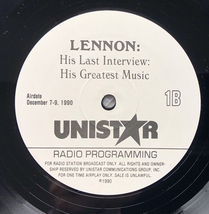 LENNON:
His Last Interview:
His Greatest Music
Airdate
December 7-9, 1990
1B
UNISTAR
RADIO PROGRAMMING
FOR RADIO STATION BROADCAST ONLY. ALL RIGHTS AND OWNER-
SHIP RESERVED BY UNISTAR COMMUNICATIONS GROUP, INC.
FOR ONE TIME AIRPLAY ONLY. SALE IS UNLAWFUL.
©1990